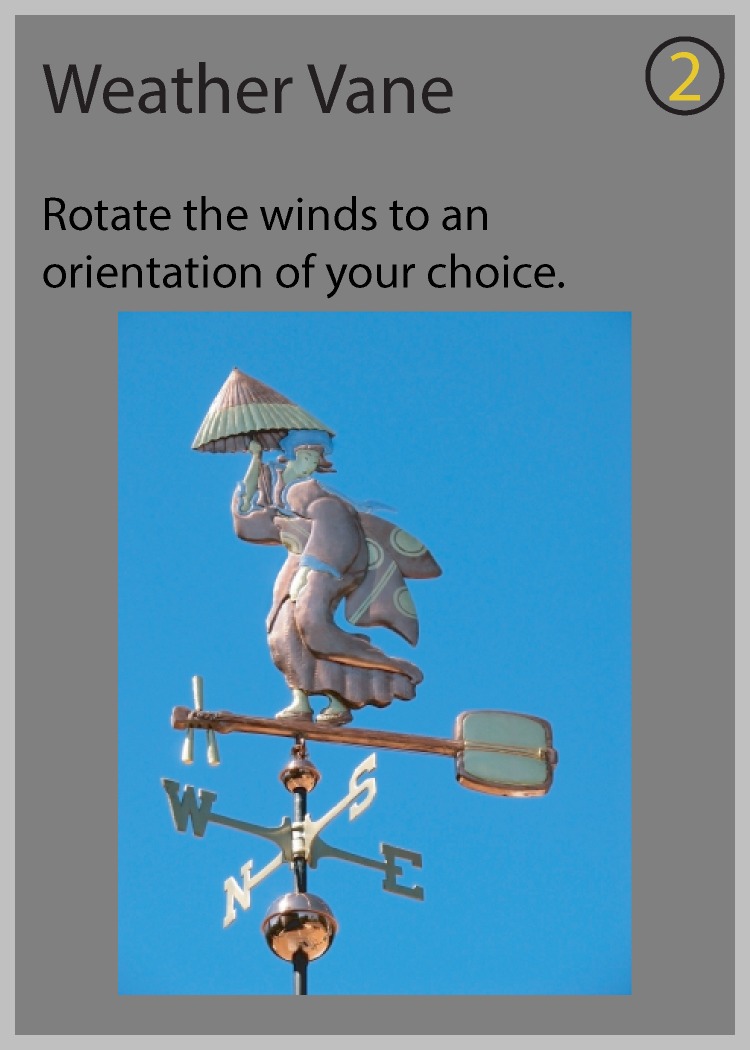 Weather Vane
2
Rotate the winds to an
orientation of your choice.
S
W
E
N